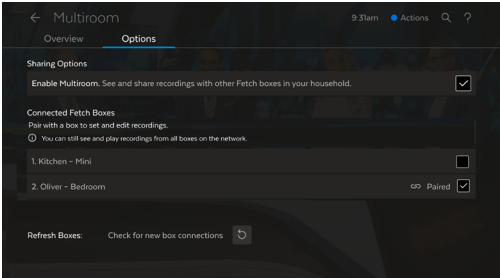 Multiroom
9:31am Actions
Overview Options
Sharing Options
Enable Multiroom. See and share recordings with other Fetch boxes in your household.
Connected Fetch Boxes
Pair with a box to set and edit recordings.
You can still see and play recordings from all boxes on the network.
1. Kitchen - Mini
2. Oliver - Bedroom Paired
Refresh Boxes: Check for new box connections